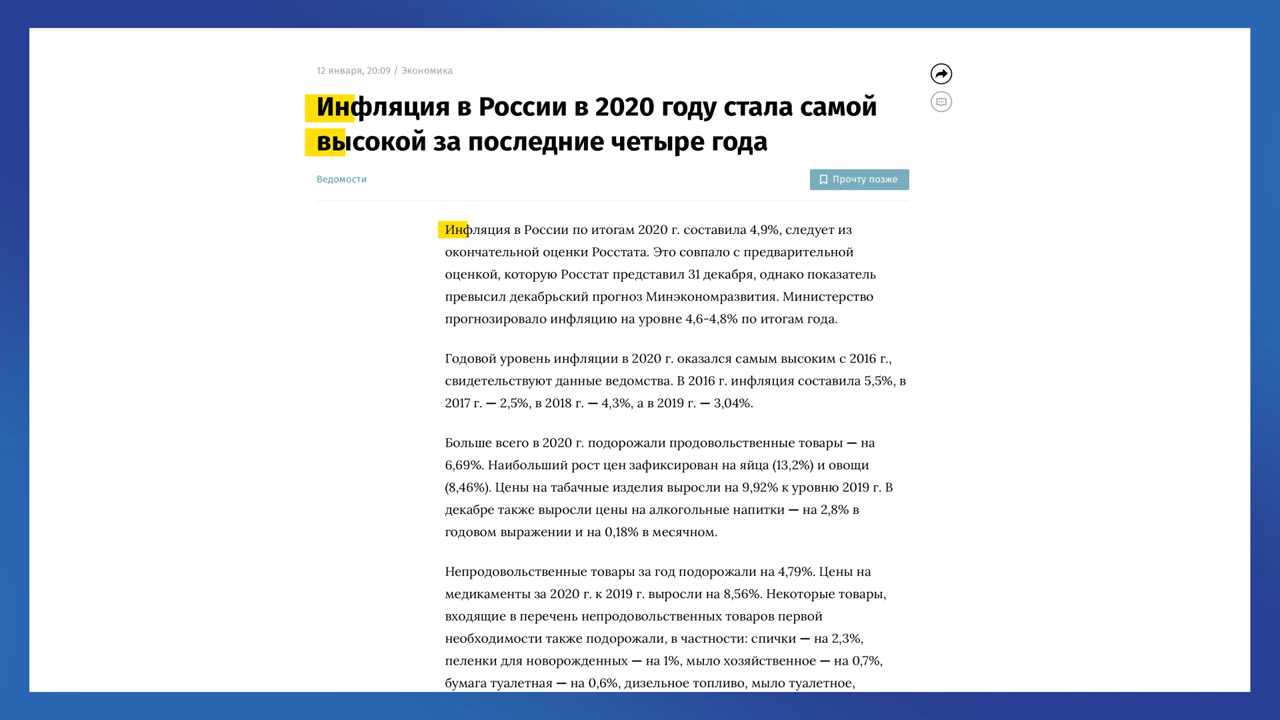 12 января, 20:09 / Экономика
Инфляция в России в 2020 году стала самой
высокой за последние четыре года
Ведомости
Прочту позже
Инфляция в России по итогам 2020 г. составила 4,9%, следует из
окончательной оценки Росстата. Это совпало с предварительной
оценкой, которую Росстат представил 31 декабря, однако показатель
превысил декабрьский прогноз Минэкономразвития. Министерство
прогнозировало инфляцию на уровне 4,6-4,8% по итогам года.
Годовой уровень инфляции в 2020 г. оказался самым высоким с 2016 г.,
свидетельствуют данные ведомства. В 2016 г. инфляция составила 5,5%, в
2017 г. — 2,5%, в 2018 г. — 4,3%, а в 2019 г. — 3,04%.
Больше всего в 2020 г. подорожали продовольственные товары — на
6,69%. Наибольший рост цен зафиксирован на яйца (13,2%) и овощи
(8,46%). Цены на табачные изделия выросли на 9,92% к уровню 2019 г. В
декабре также выросли цены на алкогольные напитки — на 2,8% в
годовом выражении и на 0,18% в месячном.
Непродовольственные товары за год подорожали на 4,79%. Цены на
медикаменты за 2020 г. к 2019 г. выросли на 8,56%. Некоторые товары,
входящие в перечень непродовольственных товаров первой
необходимости также подорожали, в частности: спички — на 2,3%,
пеленки для новорожденных — на 1%, мыло хозяйственное — на 0,7%,
бумага туалетная — на 0,6%, дизельное топливо, мыло туалетное,